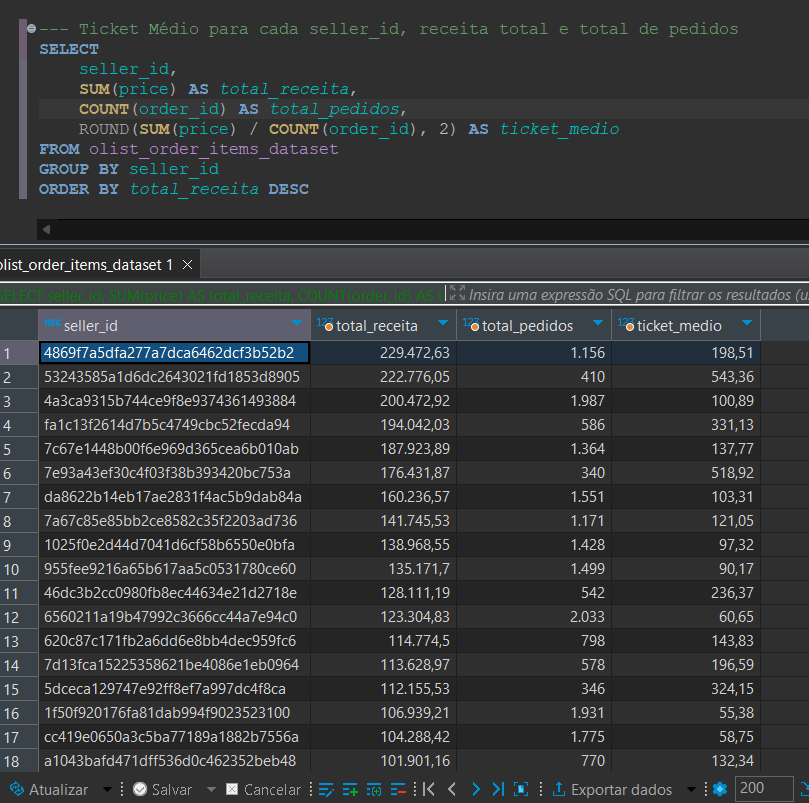 --- Ticket Médio para cada seller_id, receita total e total de pedidos
SELECT
seller_id,
SUM(price) AS total_receita,
COUNT(order_id) AS total_pedidos,
ROUND(SUM(price) / COUNT(order_id), 2) AS ticket_medio
FROM olist_order_items_dataset
GROUP BY seller_id
ORDER BY total_receita DESC
olist_order_items_dataset 1
SELECT seller_id, SUM(price) AS total_receita, COUNT(order_id) AS t Insira uma expressão SQL para filtrar os resultados (u
seller_id total_receita total_pedidos ticket_medio
1 4869f7a5dfa277a7dca6462dcf3b52b2 229.472,63 1.156 198,51
2 53243585a1d6dc2643021fd1853d8905 222.776,05 410 543,36
3 4a3ca9315b744ce9f8e9374361493884 200.472,92 1.987 100,89
4 fa1c13f2614d7b5c4749cbc52fecda94 194.042,03 586 331,13
5 7c67e1448b00f6e969d365cea6b010ab 187.923,89 1.364 137,77
6 7e93a43ef30c4f03f38b393420bc753a 176.431,87 340 518,92
7 da8622b14eb17ae2831f4ac5b9dab84a 160.236,57 1.551 103,31
8 7a67c85e85bb2ce8582c35f2203ad736 141.745,53 1.171 121,05
9 1025f0e2d44d7041d6cf58b6550e0bfa 138.968,55 1.428 97,32
10 955fee9216a65b617aa5c0531780ce60 135.171,7 1.499 90,17
11 46dc3b2cc0980fb8ec44634e21d2718e 128.111,19 542 236,37
12 6560211a19b47992c3666cc44a7e94c0 123.304,83 2.033 60,65
13 620c87c171fb2a6dd6e8bb4dec959fc6 114.774,5 798 143,83
14 7d13fca15225358621be4086e1eb0964 113.628,97 578 196,59
15 5dceca129747e92ff8ef7a997dc4f8ca 112.155,53 346 324,15
16 1f50f920176fa81dab994f9023523100 106.939,21 1.931 55,38
17 cc419e0650a3c5ba77189a1882b7556a 104.288,42 1.775 58,75
18 a1043bafd471dff536d0c462352beb48 101.901,16 770 132,34
Atualizar Salvar Cancelar Exportar dados 200